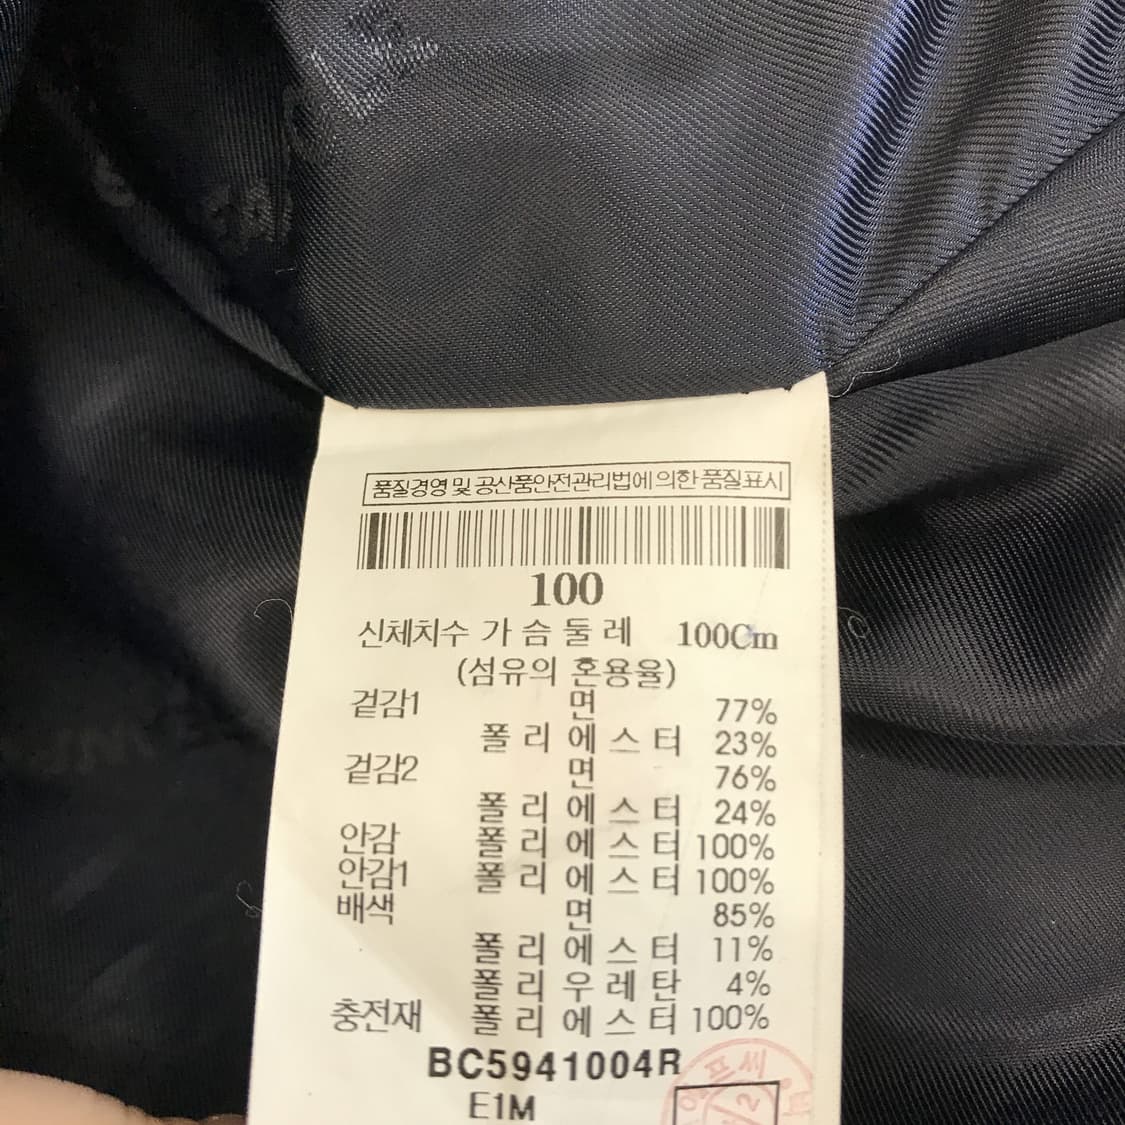 품질경영 및 공산품안전관리법에 의한 품질표시
100
신체치수 가 슴 둘 레 100Cm
(섬유의 혼용율)
겉감1 면 77%
폴 리 에 스 터 23%
겉감2 면 76%
폴 리 에 스 터 24%
안감 폴 리 에 스 터 100%
안감1 폴 리 에 스 터 100%
배색 면 85%
폴 리 에 스 터 11%
폴 리 우 레 탄 4%
충전재 폴 리 에 스 터 100%
BC5941004R
E1M